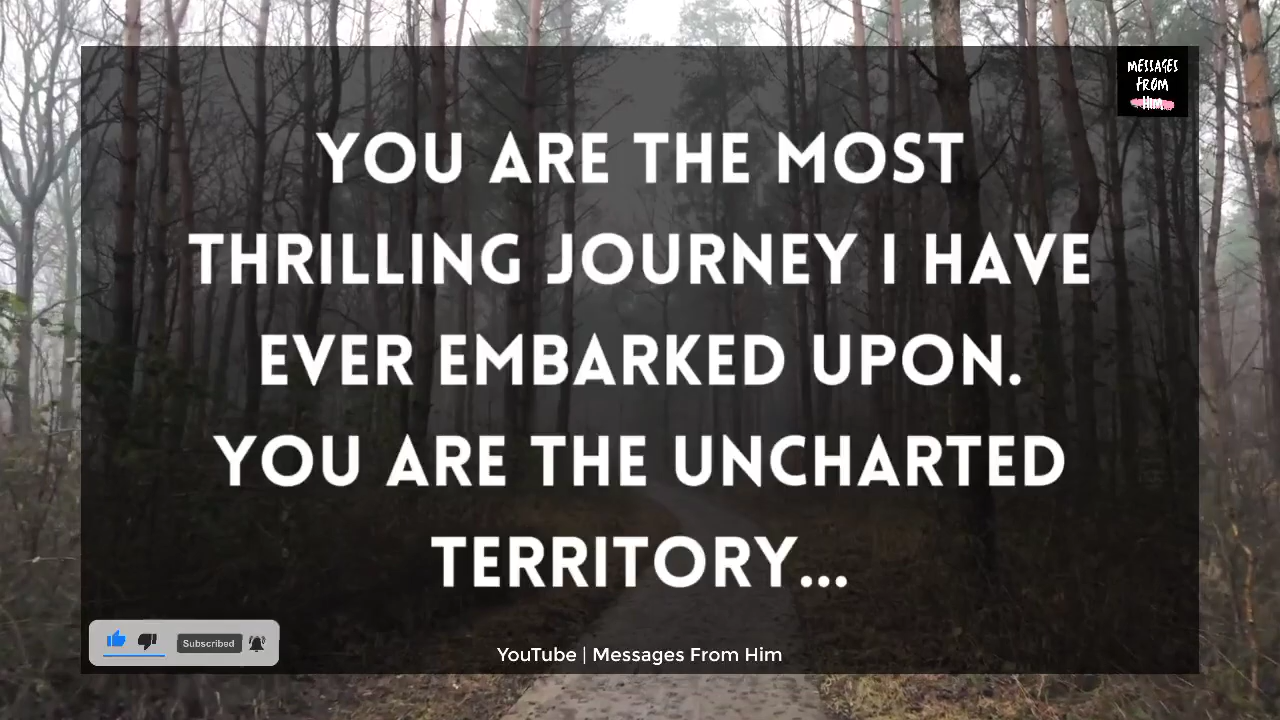 MESSAGES
FROM
HIM
YOU ARE THE MOST
THRILLING JOURNEY I HAVE
EVER EMBARKED UPON.
YOU ARE THE UNCHARTED
TERRITORY...
Subscribed
YouTube | Messages From Him